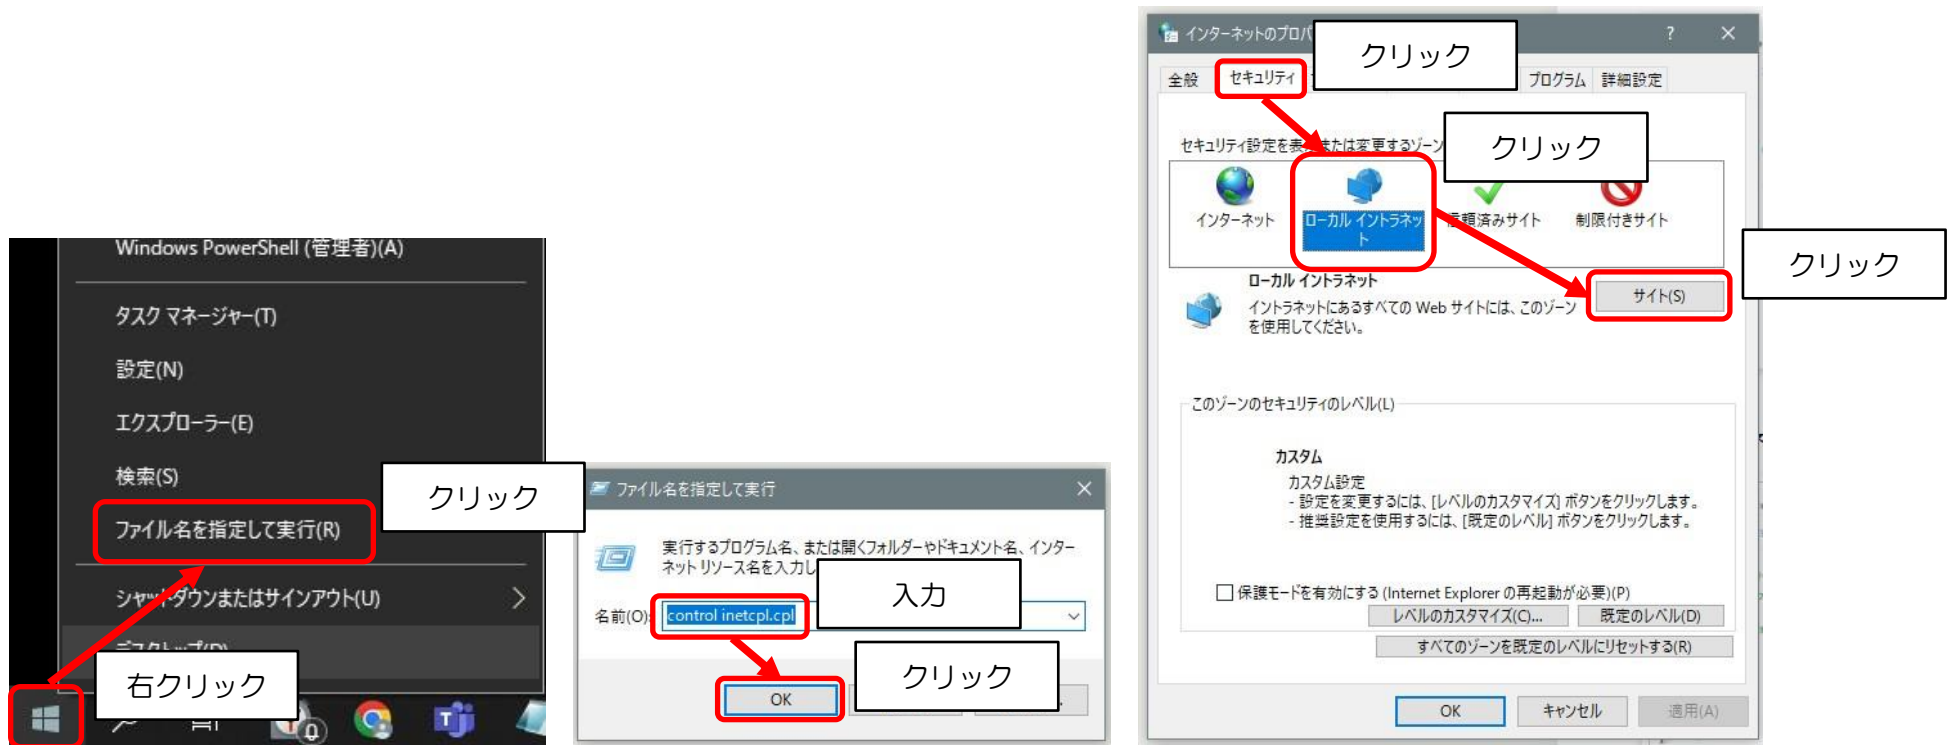 Windows PowerShell (管理者)(A)
タスク マネージャー(T)
設定(N)
エクスプローラー(E)
検索(S)
クリック
ファイル名を指定して実行(R)
シャットダウンまたはサインアウト(U)
右クリック
ファイル名を指定して実行
実行するプログラム名、または開くフォルダーやドキュメント名、インター
ネット リソース名を入力し
入力
名前(O):
control inetcpl.cpl
クリック
OK
インターネットのプロパ
クリック
全般
セキュリティ
プログラム
詳細設定
クリック
セキュリティ設定を表 または変更するゾーン
インターネット
ローカル イントラネッ
ト
信頼済みサイト
制限付きサイト
クリック
ローカル イントラネット
サイト(S)
イントラネットにあるすべての Web サイトには、このゾーン
を使用してください。
このゾーンのセキュリティのレベル(L)
カスタム
カスタム設定
- 設定を変更するには、[レベルのカスタマイズ] ボタンをクリックします。
- 推奨設定を使用するには、[既定のレベル] ボタンをクリックします。
保護モードを有効にする (Internet Explorer の再起動が必要)(P)
レベルのカスタマイズ(C)...
既定のレベル(D)
すべてのゾーンを既定のレベルにリセットする(R)
OK
キャンセル
適用(A)